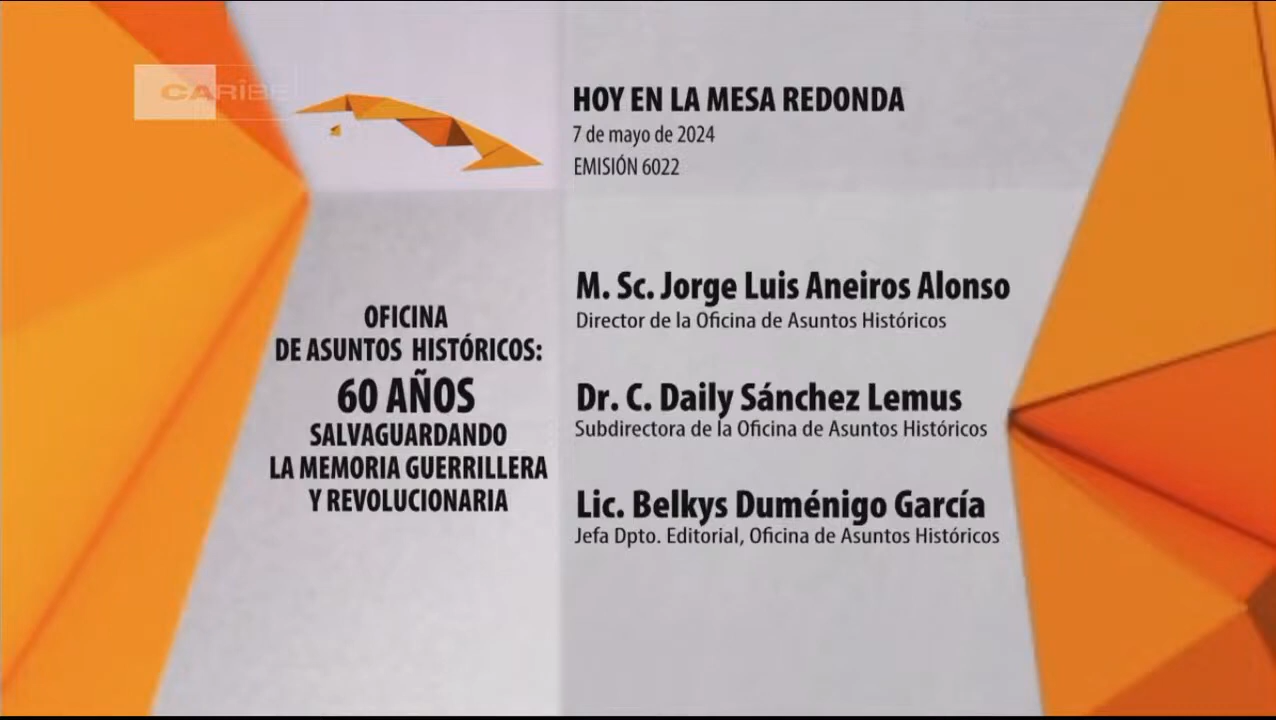 CARIBE
HOY EN LA MESA REDONDA
7 de mayo de 2024
EMISIÓN 6022
OFICINA
DE ASUNTOS HISTÓRICOS:
60 AÑOS
SALVAGUARDANDO
LA MEMORIA GUERRILLERA
Y REVOLUCIONARIA
M. Sc. Jorge Luis Aneiros Alonso
Director de la Oficina de Asuntos Históricos
Dr. C. Daily Sánchez Lemus
Subdirectora de la Oficina de Asuntos Históricos
Lic. Belkys Duménigo García
Jefa Dpto. Editorial, Oficina de Asuntos Históricos